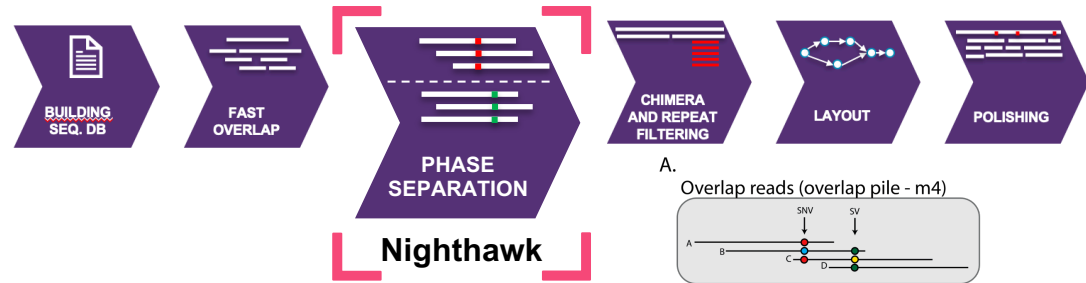 BUILDING
SEQ. DB
FAST
OVERLAP
PHASE
SEPARATION
Nighthawk
CHIMERA
AND REPEAT
FILTERING
LAYOUT
POLISHING
A.
Overlap reads (overlap pile - m4)
SNV
SV
A
B
C
D